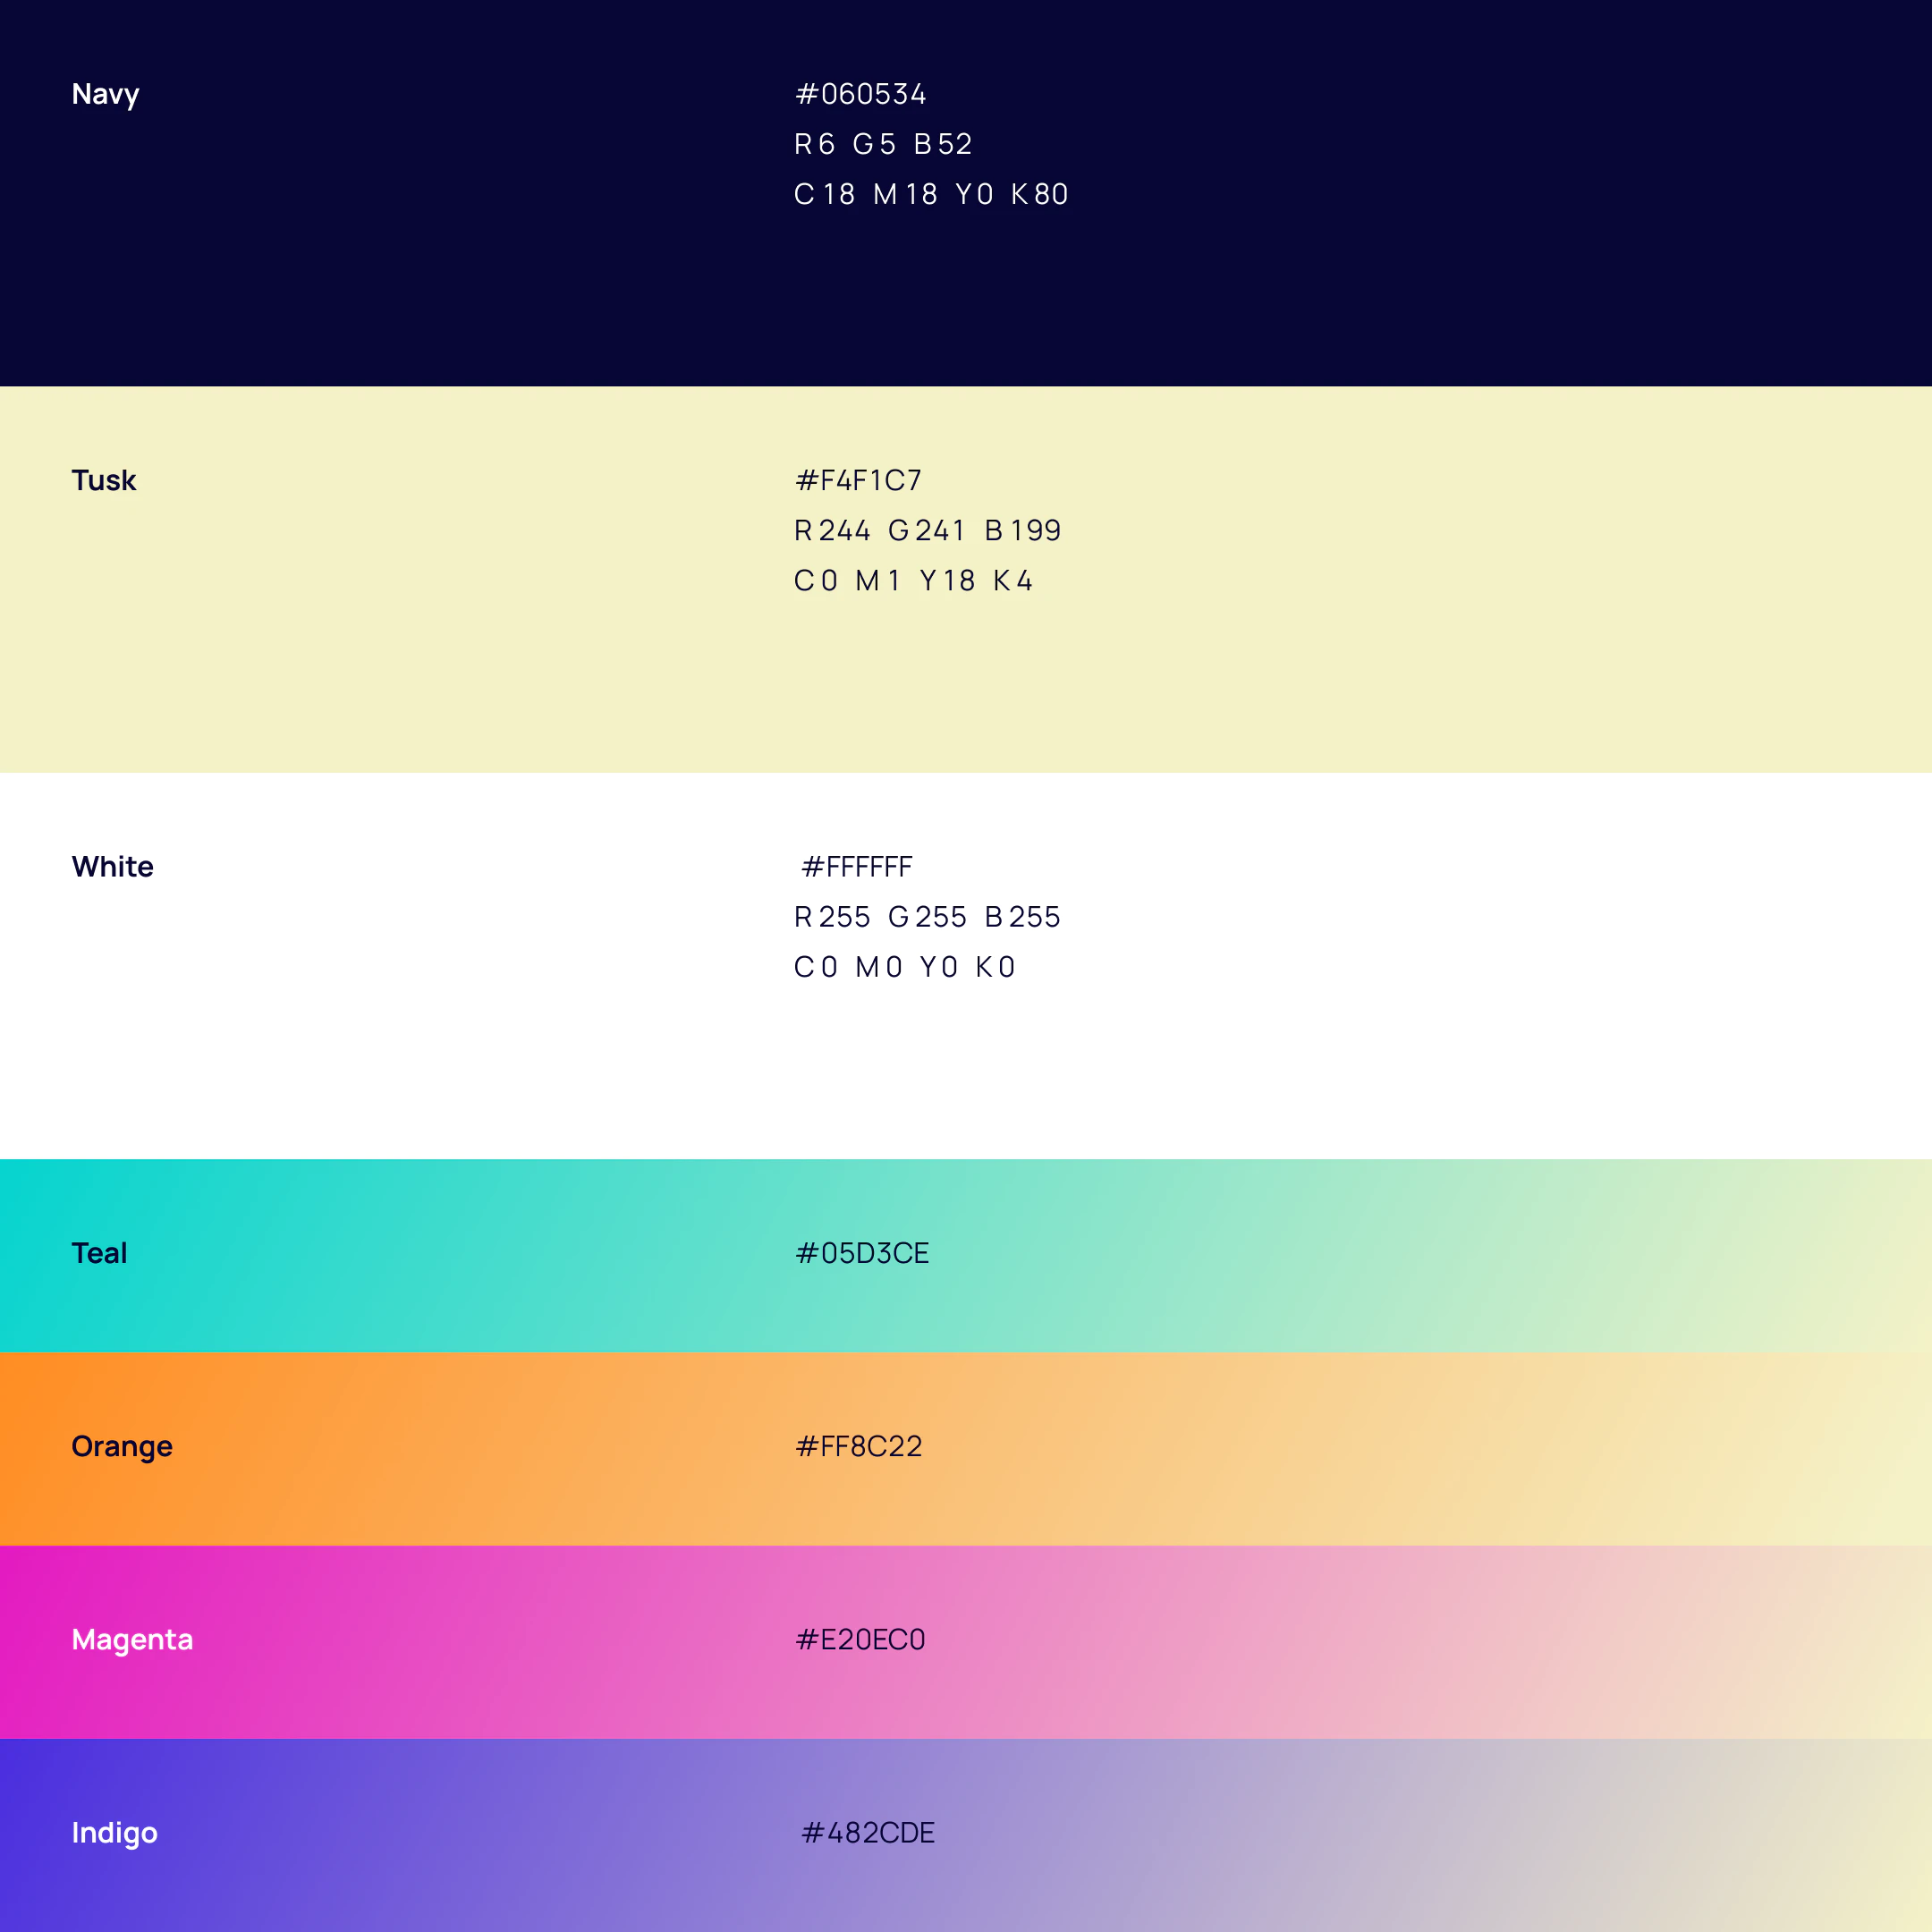 Navy
#060534
R6 G5 B52
C18 M18 Y0 K80
Tusk
#F4F1C7
R244 G241 B199
C0 M1 Y18 K4
White
#FFFFFF
R255 G255 B255
C0 M0 Y0 K0
Teal
#05D3CE
Orange
#FF8C22
Magenta
#E20EC0
Indigo
#482CDE